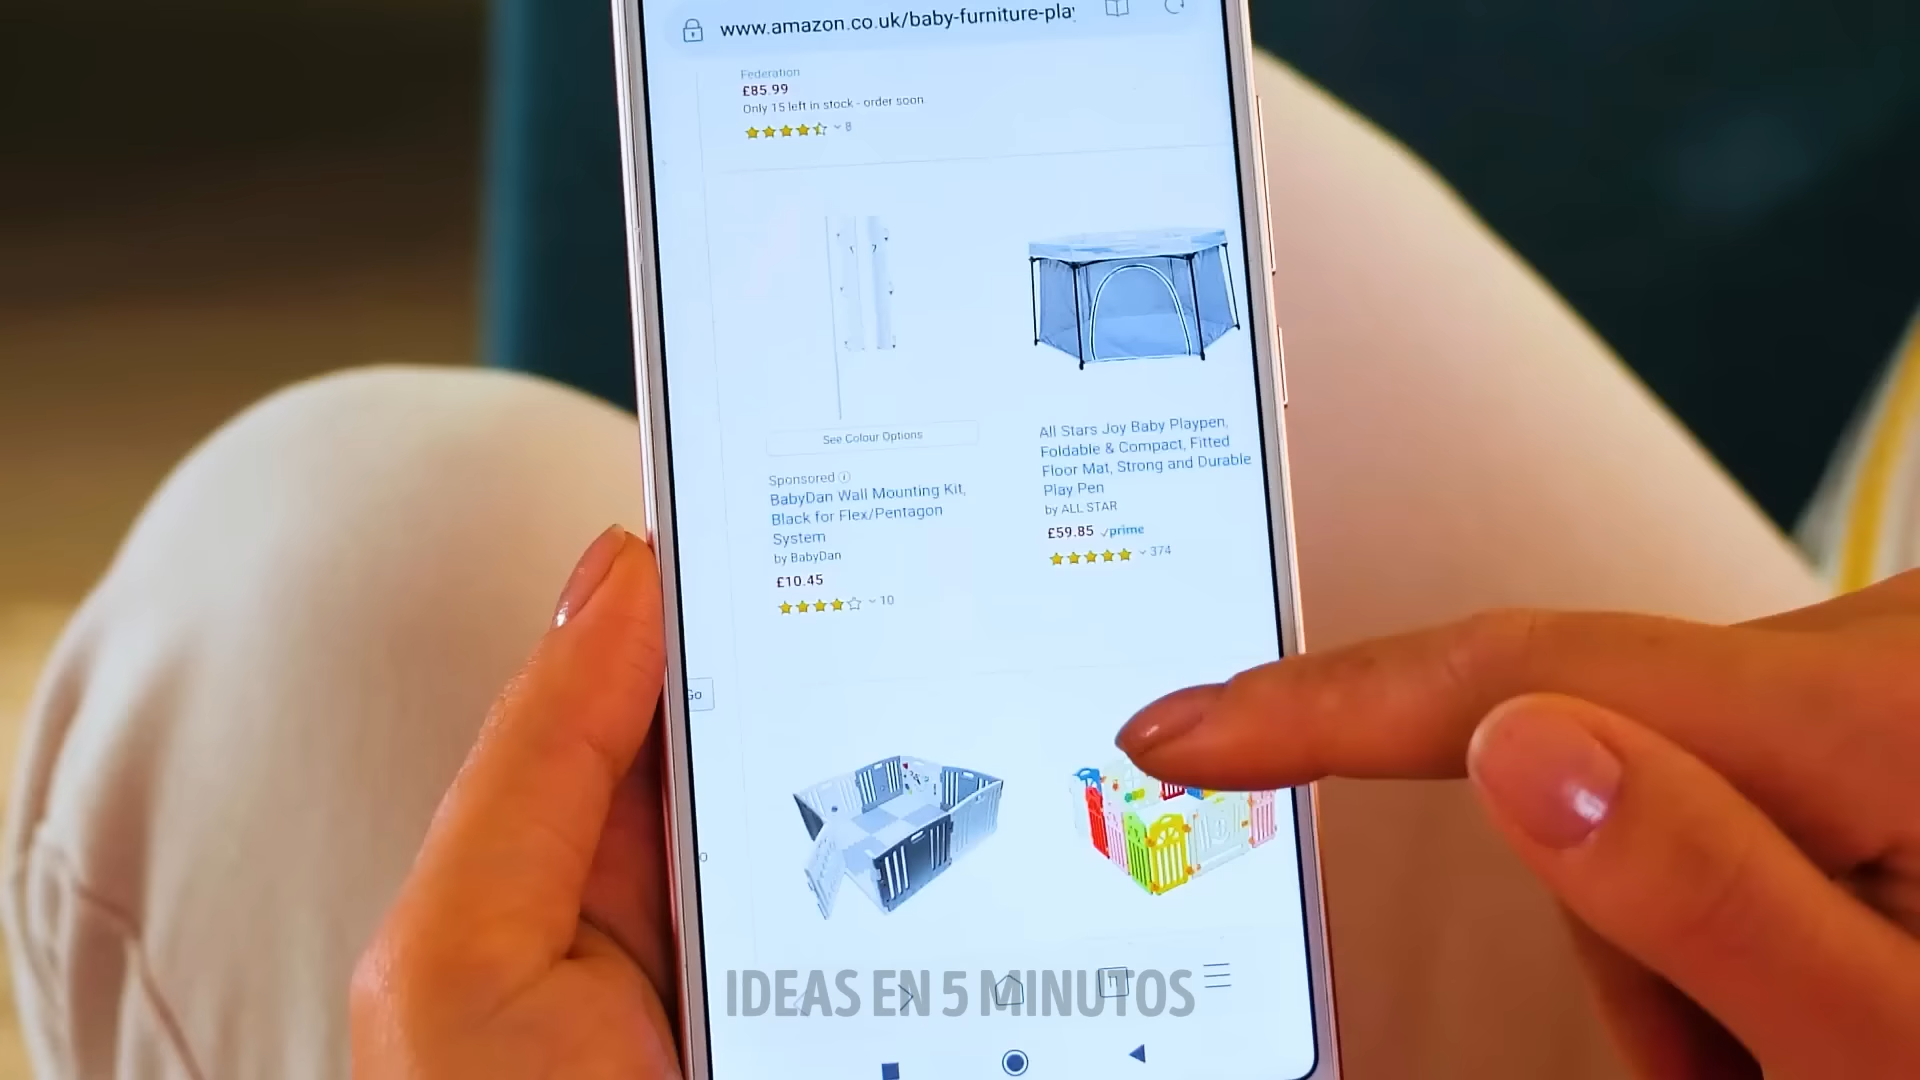 www.amazon.co.uk/baby-furniture-pla
Federation
£85.99
Only 15 left in stock - order soon
8
See Colour Options
Sponsored
BabyDan Wall Mounting Kit,
Black for Flex/Pentagon
System
by BabyDan
£10.45
10
All Stars Joy Baby Playpen,
Foldable & Compact, Fitted
Floor Mat, Strong and Durable
Play Pen
by ALL STAR
£59.85 prime
374
Go
IDEAS EN 5 MINUTOS